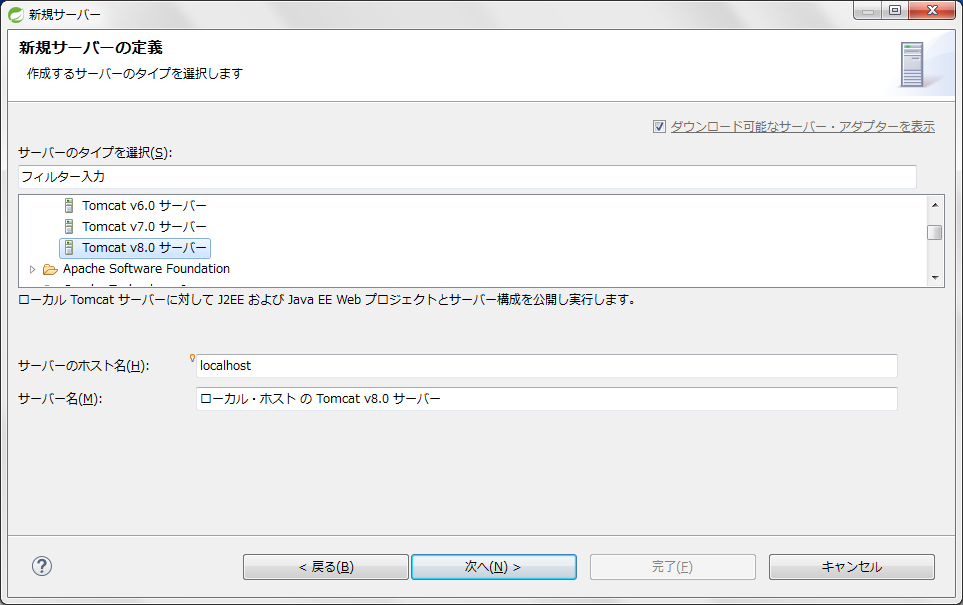 新規サーバー
新規サーバーの定義
作成するサーバーのタイプを選択します
ダウンロード可能なサーバー・アダプターを表示
サーバーのタイプを選択(S):
フィルター入力
Tomcat v6.0 サーバー
Tomcat v7.0 サーバー
Tomcat v8.0 サーバー
Apache Software Foundation
ローカル Tomcat サーバーに対して J2EE および Java EE Web プロジェクトとサーバー構成を公開し実行します。
サーバーのホスト名(H):
localhost
サーバー名(M):
ローカル・ホスト の Tomcat v8.0 サーバー
?
< 戻る(B)
次へ(N) >
完了(F)
キャンセル